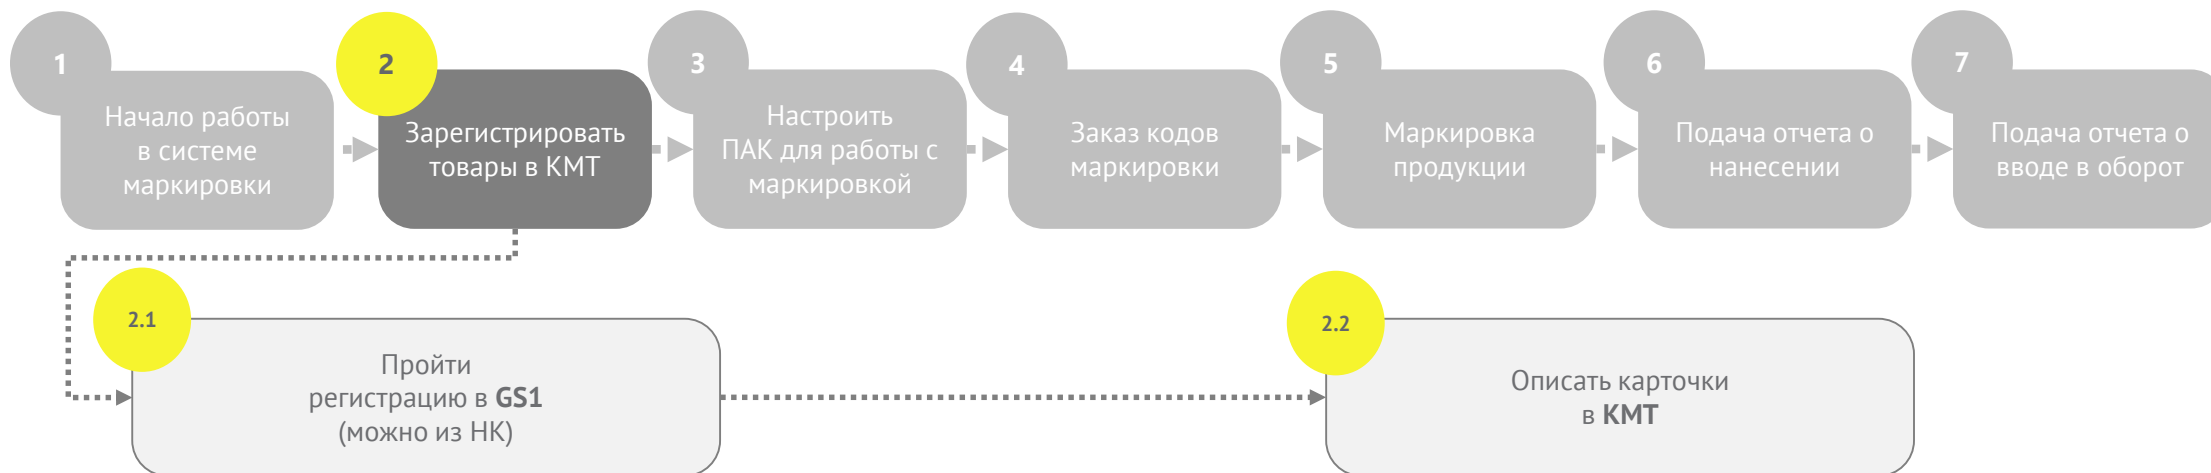 1
Начало работы
в системе
маркировки
2
Зарегистрировать
товары в КМТ
3
Настроить
ПАК для работы с
маркировкой
4
Заказ кодов
маркировки
5
Маркировка
продукции
6
Подача отчета о
нанесении
7
Подача отчета о
вводе в оборот
2.1
Пройти
регистрацию в GS1
(можно из НК)
2.2
Описать карточки
в КМТ